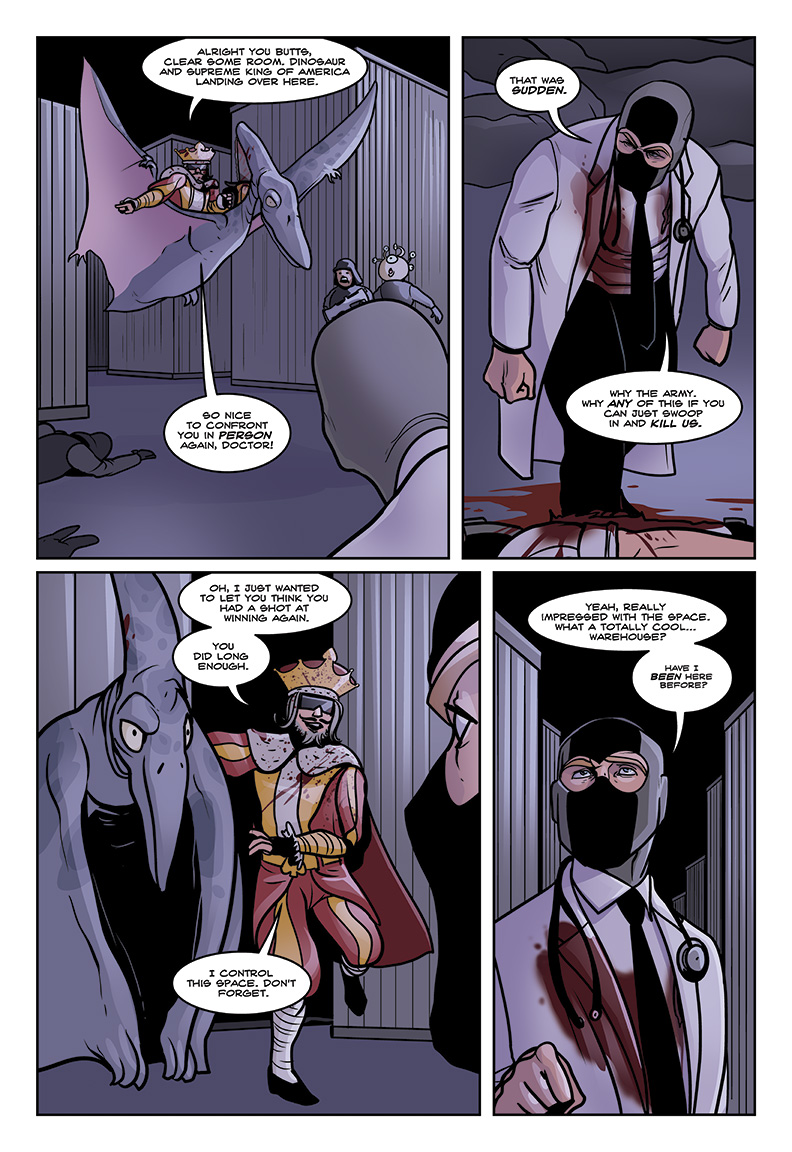 ALRIGHT YOU BUTTS,
CLEAR SOME ROOM. DINOSAUR
AND SUPREME KING OF AMERICA
LANDING OVER HERE.
SO NICE
TO CONFRONT
YOU IN PERSON
AGAIN, DOCTOR!
THAT WAS
SUDDEN.
WHY THE ARMY.
WHY ANY OF THIS IF YOU
CAN JUST SWOOP
IN AND KILL US.
OH, I JUST WANTED
TO LET YOU THINK YOU
HAD A SHOT AT
WINNING AGAIN.
YOU
DID LONG
ENOUGH.
I CONTROL
THIS SPACE. DON'T
FORGET.
YEAH, REALLY
IMPRESSED WITH THE SPACE.
WHAT A TOTALLY COOL...
WAREHOUSE?
HAVE I
BEEN HERE
BEFORE?